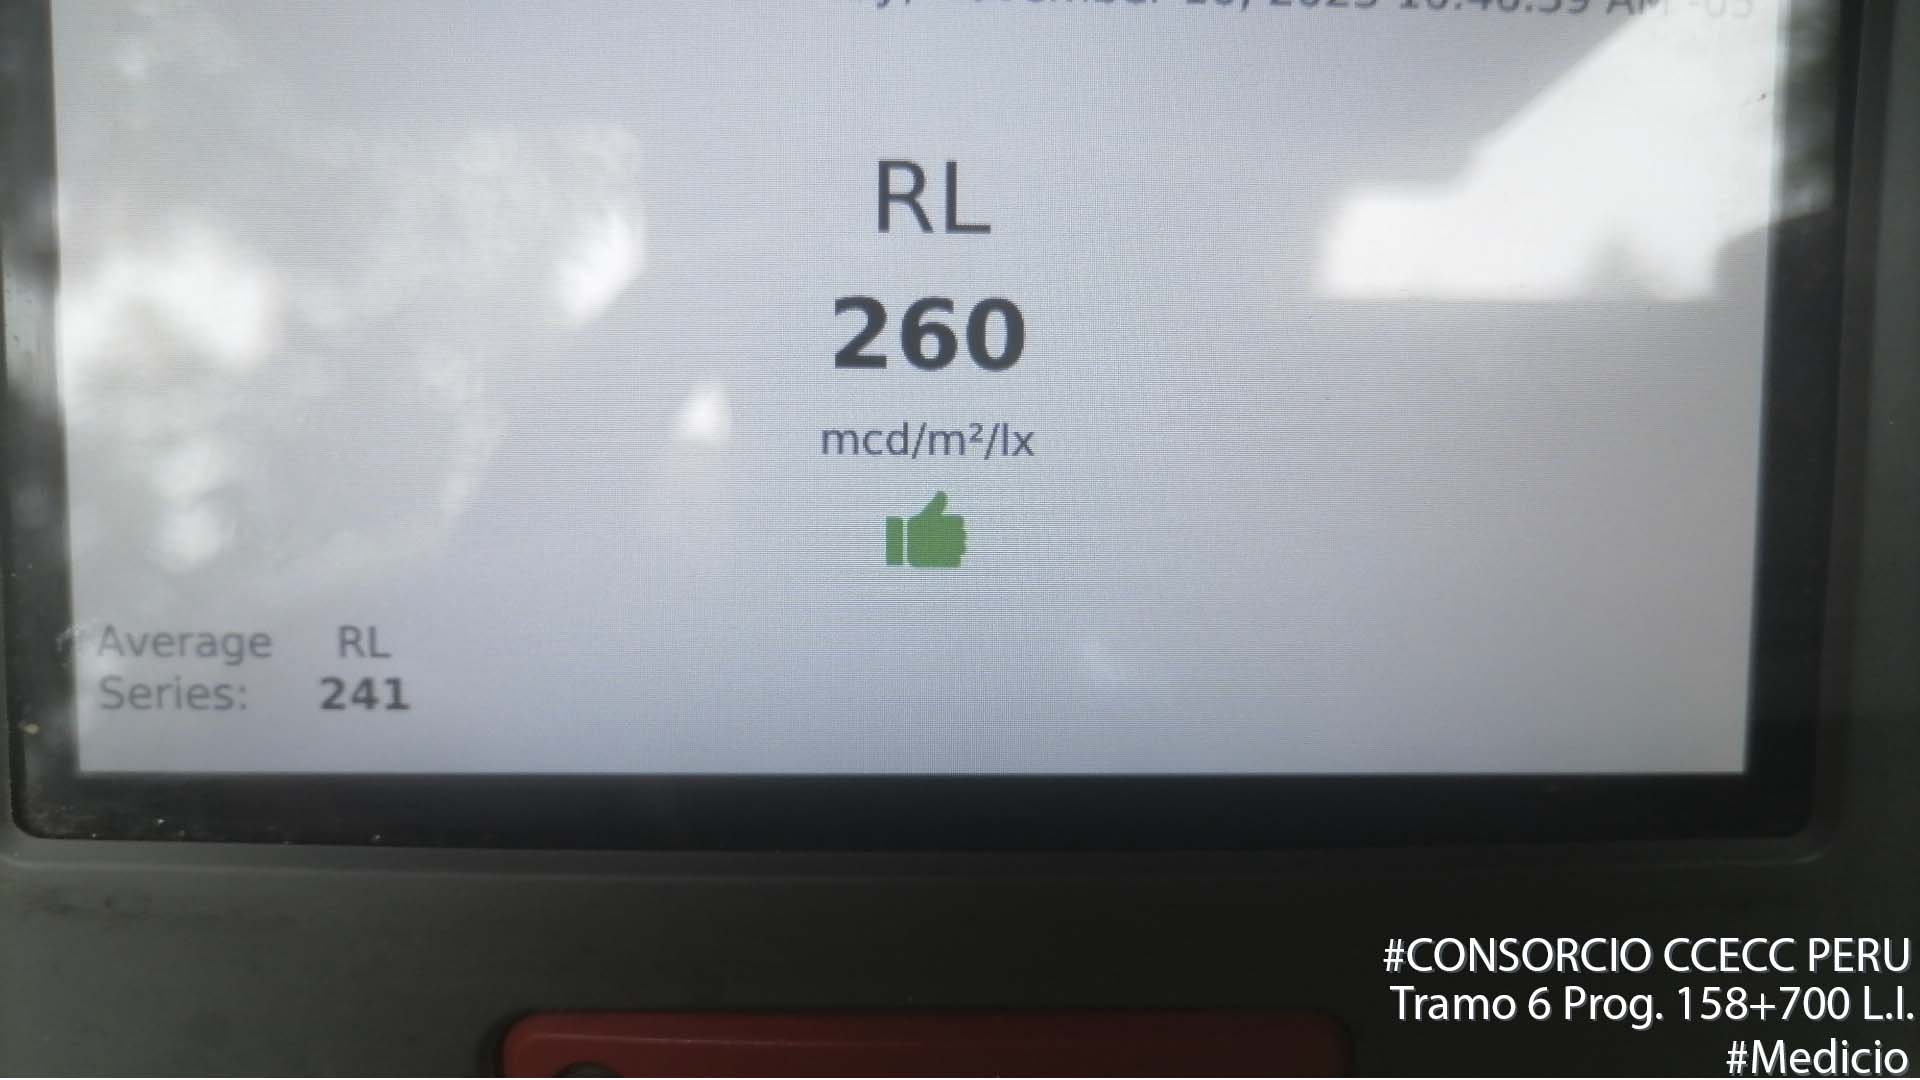 RL
260
mcd/m²/lx
Average RL
Series: 241
#CONSORCIO CCECC PERU
Tramo 6 Prog. 158+700 L.I.
#Medicio